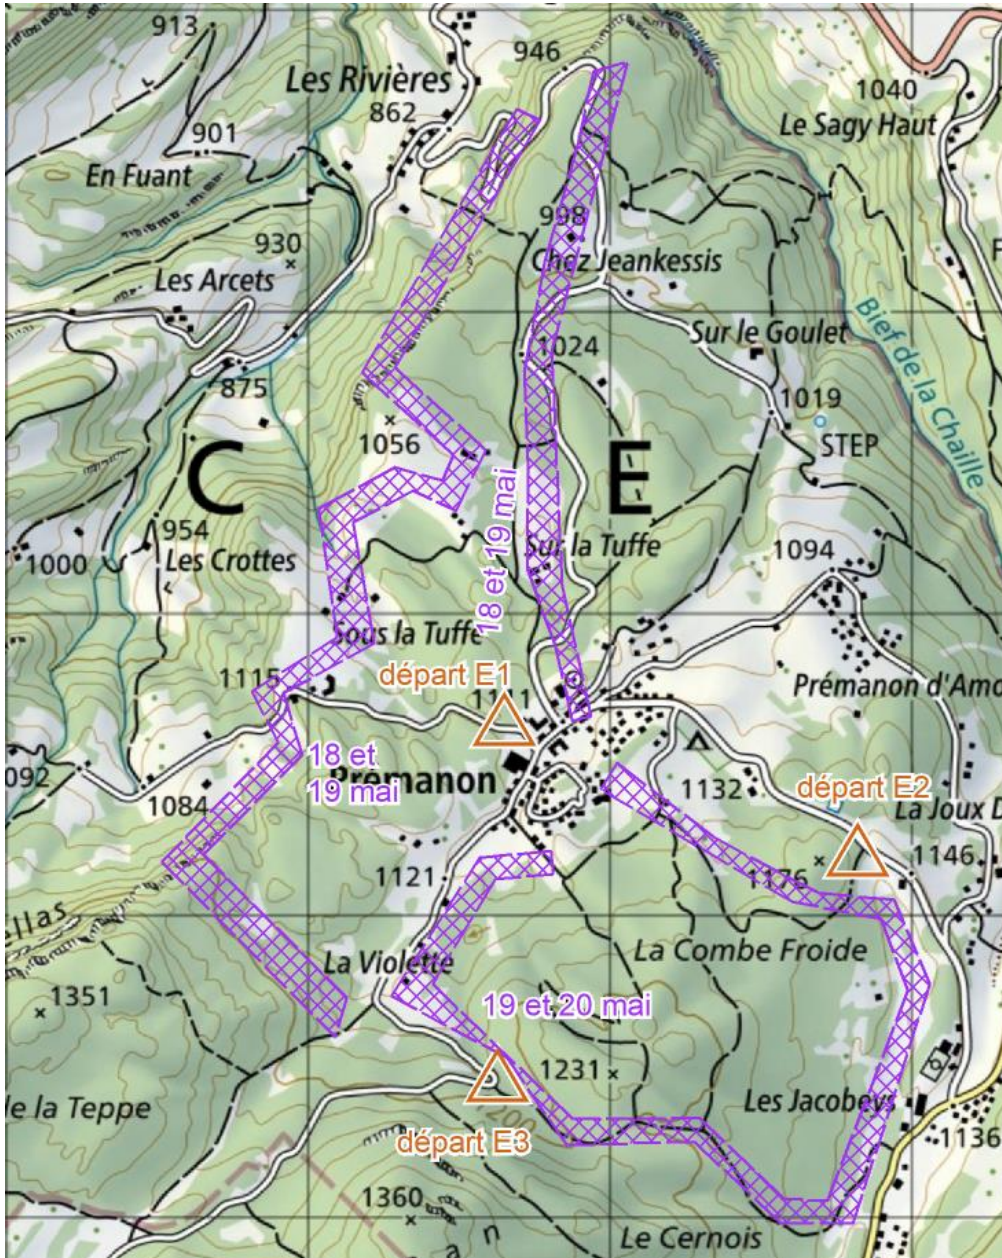 913
946
Les Rivières
862
1040
Le Sagy Haut
901
En Fuant
998
930
Les Arcets
Chez Jeankessis
Bief de la Chaille
Sur le Goulet
1024
875
1019
1056
STEP
C
E
954
1000
Les Crottes
18 et 19 mai
Sur la Tuffe
1094
Sous la Tuffe
départ E1
1115
Prémanon d'Amo
18 et
19 mai
Prémanon
1092
1084
1132
départ E2
La Joux D
1121
1176
1146
llas
La Violette
La Combe Froide
1351
19 et 20 mai
1231
de la Teppe
Les Jacobeys
départ E3
1136
1360
Le Cernois
a n